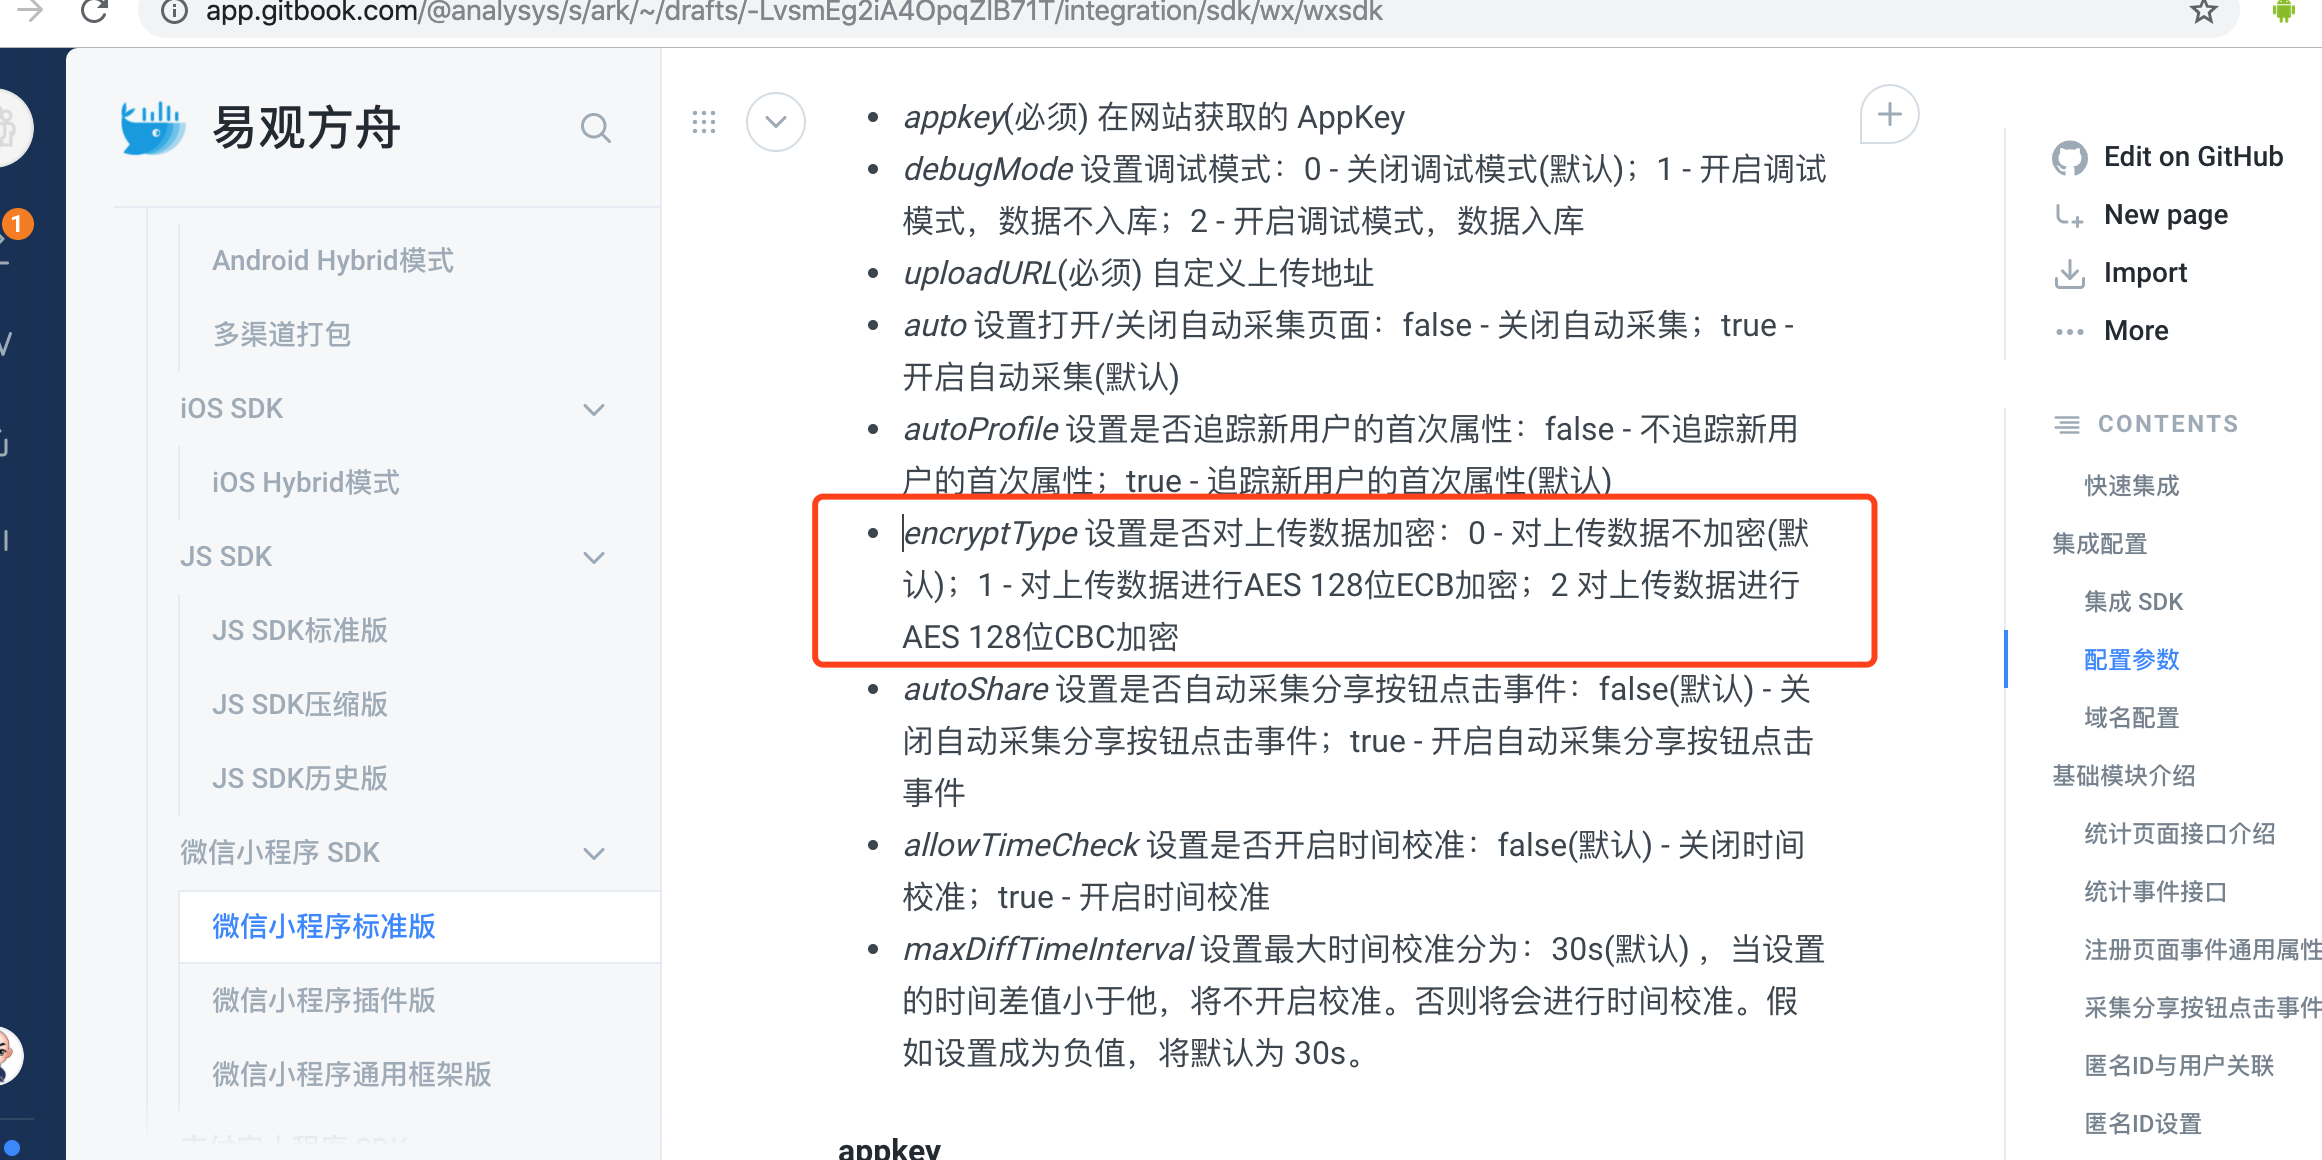 app.gitbook.com/@analysys/s/ark/~/drafts/-LvsmEg2iA4OpqZlB71T/integration/sdk/wx/wxsdk
1
易观方舟
Android Hybrid模式
多渠道打包
iOS SDK
iOS Hybrid模式
JS SDK
JS SDK标准版
JS SDK压缩版
JS SDK历史版
微信小程序 SDK
微信小程序标准版
微信小程序插件版
微信小程序通用框架版
appkey(必须) 在网站获取的 AppKey
debugMode 设置调试模式：0 - 关闭调试模式(默认)；1 - 开启调试
模式，数据不入库；2 - 开启调试模式，数据入库
uploadURL(必须) 自定义上传地址
auto 设置打开/关闭自动采集页面：false - 关闭自动采集；true -
开启自动采集(默认)
autoProfile 设置是否追踪新用户的首次属性：false - 不追踪新用
户的首次属性；true - 追踪新用户的首次属性(默认)
encryptType 设置是否对上传数据加密：0 - 对上传数据不加密(默
认)；1 - 对上传数据进行AES 128位ECB加密；2 对上传数据进行
AES 128位CBC加密
autoShare 设置是否自动采集分享按钮点击事件：false(默认) - 关
闭自动采集分享按钮点击事件；true - 开启自动采集分享按钮点击
事件
allowTimeCheck 设置是否开启时间校准：false(默认) - 关闭时间
校准；true - 开启时间校准
maxDiffTimeInterval 设置最大时间校准分为：30s(默认) ，当设置
的时间差值小于他，将不开启校准。否则将会进行时间校准。假
如设置成为负值，将默认为 30s。
appkey
Edit on GitHub
New page
Import
More
CONTENTS
快速集成
集成配置
集成 SDK
配置参数
域名配置
基础模块介绍
统计页面接口介绍
统计事件接口
注册页面事件通用属性
采集分享按钮点击事件
匿名ID与用户关联
匿名ID设置